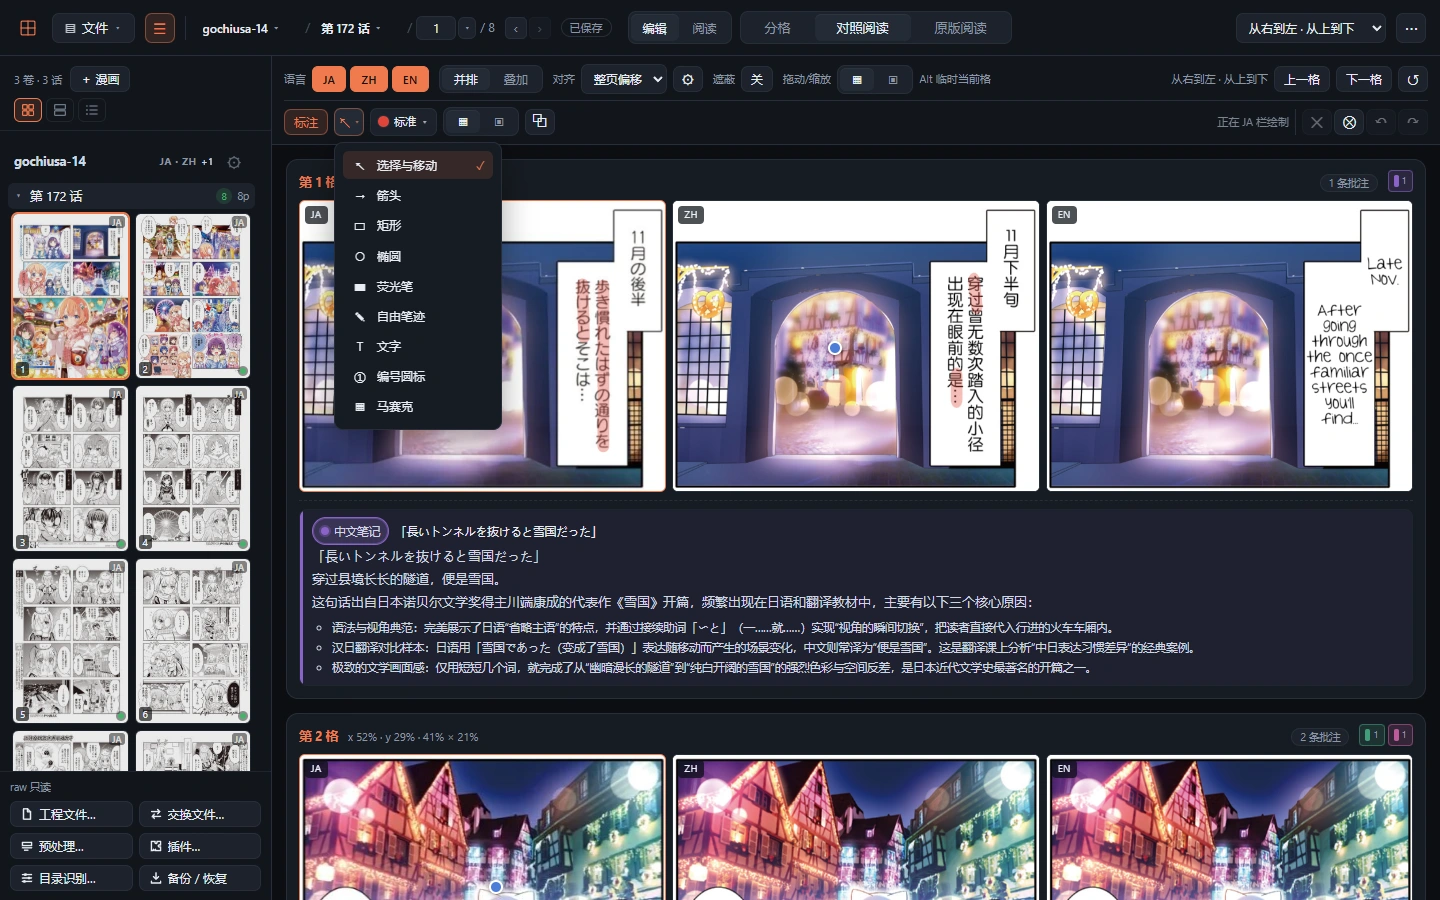 文件
gochiusa-14
/
第 172 话
/
1
/ 8
已保存
编辑
阅读
分格
对照阅读
原版阅读
从右到左 · 从上到下
3 卷 · 3 话
+ 漫画
语言
JA
ZH
EN
并排
叠加
对齐
整页偏移
遮蔽
关
拖动/缩放
Alt 临时当前格
从右到左 · 从上到下
上一格
下一格
标注
标准
正在 JA 栏绘制
选择与移动
箭头
矩形
椭圆
荧光笔
自由笔迹
T 文字
① 编号圆标
马赛克
gochiusa-14
JA · ZH +1
第 172 话
8
8p
JA
1
JA
2
JA
3
JA
4
JA
5
JA
6
JA
JA
raw 只读
工程文件...
交换文件...
预处理...
插件...
目录识别...
备份 / 恢复
第 1 格
1 条批注
1
JA
11月の後半
歩き慣れたはずの通りを
抜けるとそこは…
ZH
11月下半旬
穿过曾无数次踏入的小径
出现在眼前的是…
EN
Late
Nov.
After
going
through
the once
familiar
streets
you'll
find...
中文笔记
「長いトンネルを抜けると雪国だった」
「長いトンネルを抜けると雪国だった」
穿过县境长长的隧道，便是雪国。
这句话出自日本诺贝尔文学奖得主川端康成的代表作《雪国》开篇，频繁出现在日语和翻译教材中，主要有以下三个核心原因：
语法与视角典范：完美展示了日语“省略主语”的特点，并通过接续助词「〜と」（一……就……）实现“视角的瞬间切换”，把读者直接代入行进的火车车厢内。
汉日翻译对比样本：日语用「雪国であった（变成了雪国）」表达随移动而产生的场景变化，中文则常译为“便是雪国”。这是翻译课上分析“中日表达习惯差异”的经典案例。
极致的文学画面感：仅用短短几个词，就完成了从“幽暗漫长的隧道”到“纯白开阔的雪国”的强烈色彩与空间反差，是日本近代文学史最著名的开篇之一。
第 2 格
x 52% · y 29% · 41% × 21%
2 条批注
1
1
JA
ZH
EN